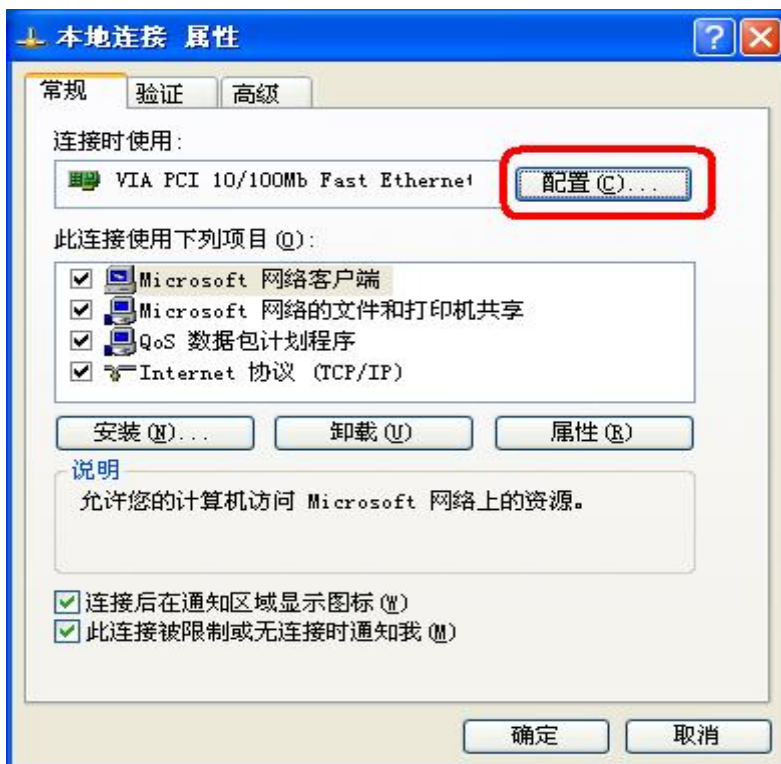 本地连接 属性
常规 验证 高级
连接时使用:
VIA PCI 10/100Mb Fast Ethernet 配置(C)...
此连接使用下列项目(O):
Microsoft 网络客户端
Microsoft 网络的文件和打印机共享
QoS 数据包计划程序
Internet 协议 (TCP/IP)
安装(N)... 卸载(U) 属性(R)
说明
允许您的计算机访问 Microsoft 网络上的资源。
连接后在通知区域显示图标(W)
此连接被限制或无连接时通知我(M)
确定 取消